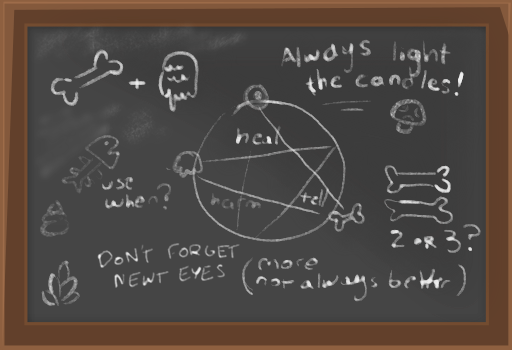 Always light
the candles!
+
heal
use
when?
harm
tell
2 or 3?
DON'T FORGET
NEWT EYES
(more
not always better)